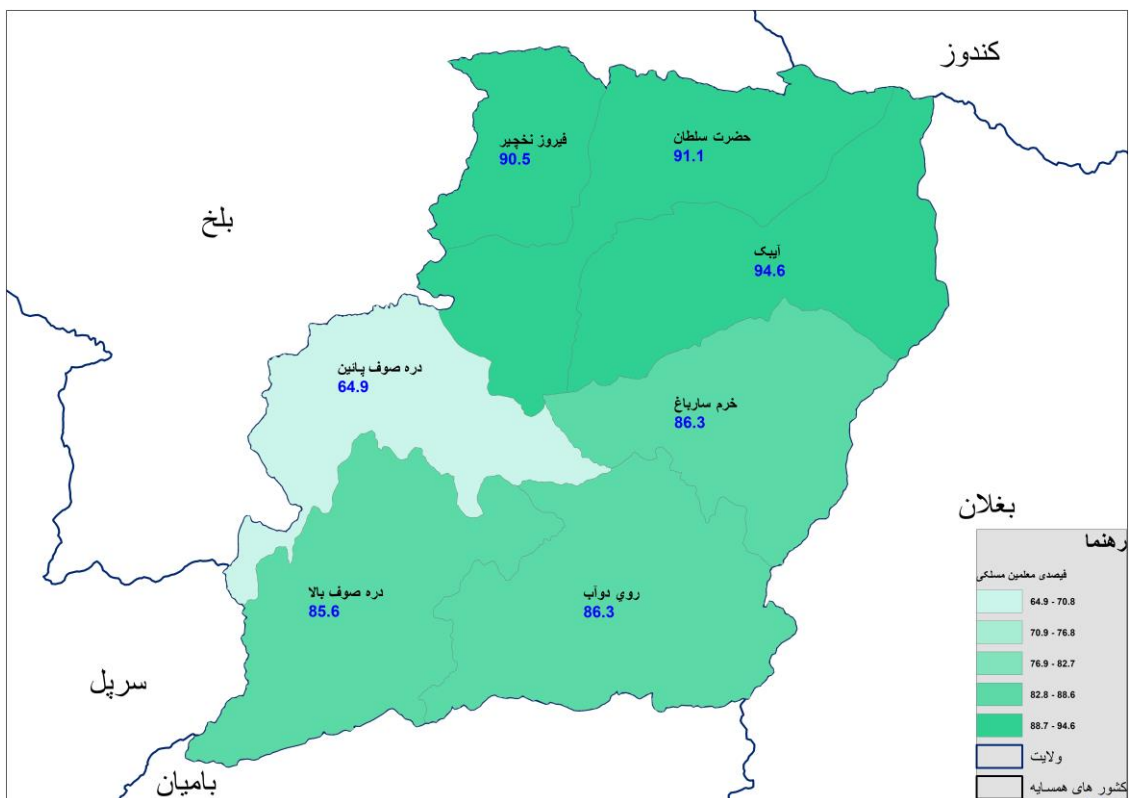 کندوز
فیروز نخچیر
90.5
حضرت سلطان
91.1
بلخ
آیبک
94.6
دره صوف پائین
64.9
خرم سارباغ
86.3
بغلان
دره صوف بالا
85.6
روي دوآب
86.3
سرپل
بامیان
رهنما
فیصدی معلمین مسلکی
64.9 - 70.8
70.9 - 76.8
76.9 - 82.7
82.8 - 88.6
88.7 - 94.6
ولایت
کشور های همسایه